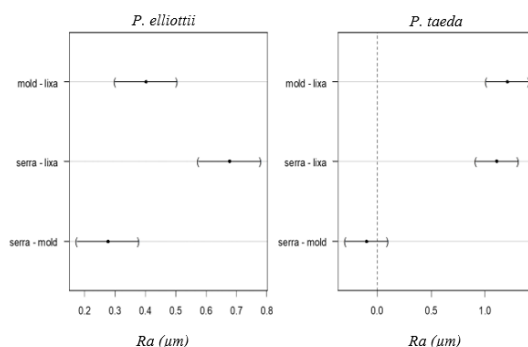 P. elliottii
mold - lixa
serra - lixa
serra - mold
0.2 0.3 0.4 0.5 0.6 0.7 0.8
Ra (µm)
P. taeda
mold - lixa
serra - lixa
serra - mold
0.0 0.5 1.0
Ra (µm)